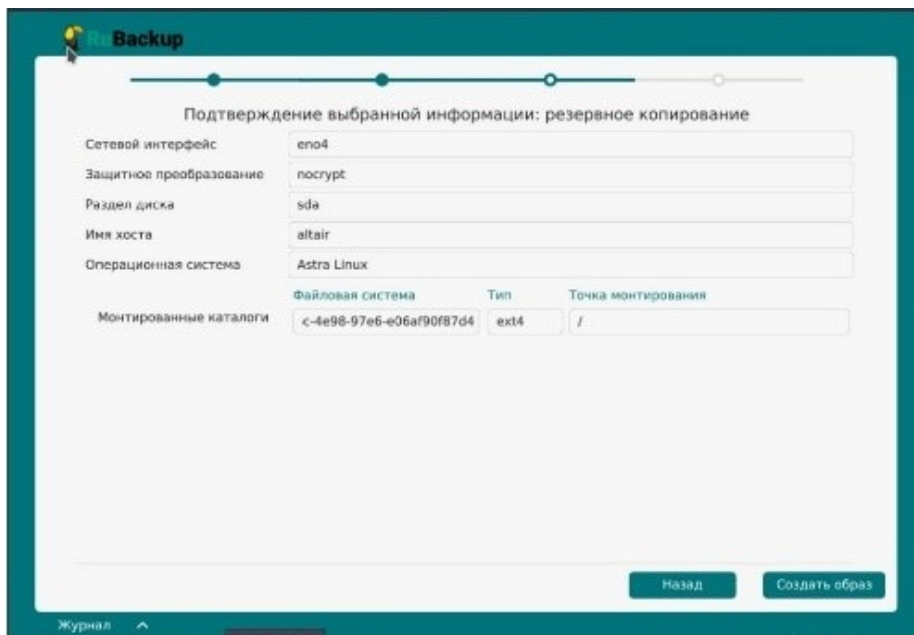 RuBackup
Подтверждение выбранной информации: резервное копирование
Сетевой интерфейс eno4
Защитное преобразование nocrypt
Раздел диска sda
Имя хоста altair
Операционная система Astra Linux
Файловая система Тип Точка монтирования
Монтированные каталоги c-4e98-97e6-e06af90f87d4 ext4 /
Назад Создать образ
Журнал